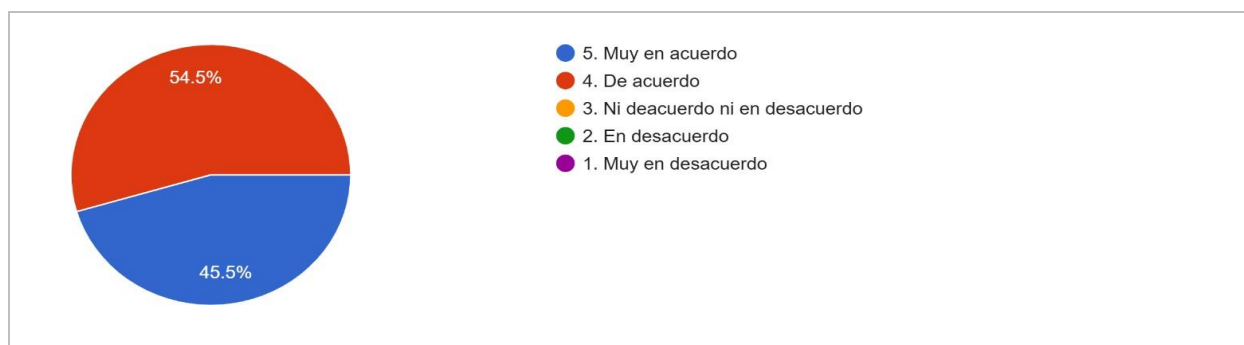 54.5%
45.5%
5. Muy en acuerdo
4. De acuerdo
3. Ni deacuerdo ni en desacuerdo
2. En desacuerdo
1. Muy en desacuerdo